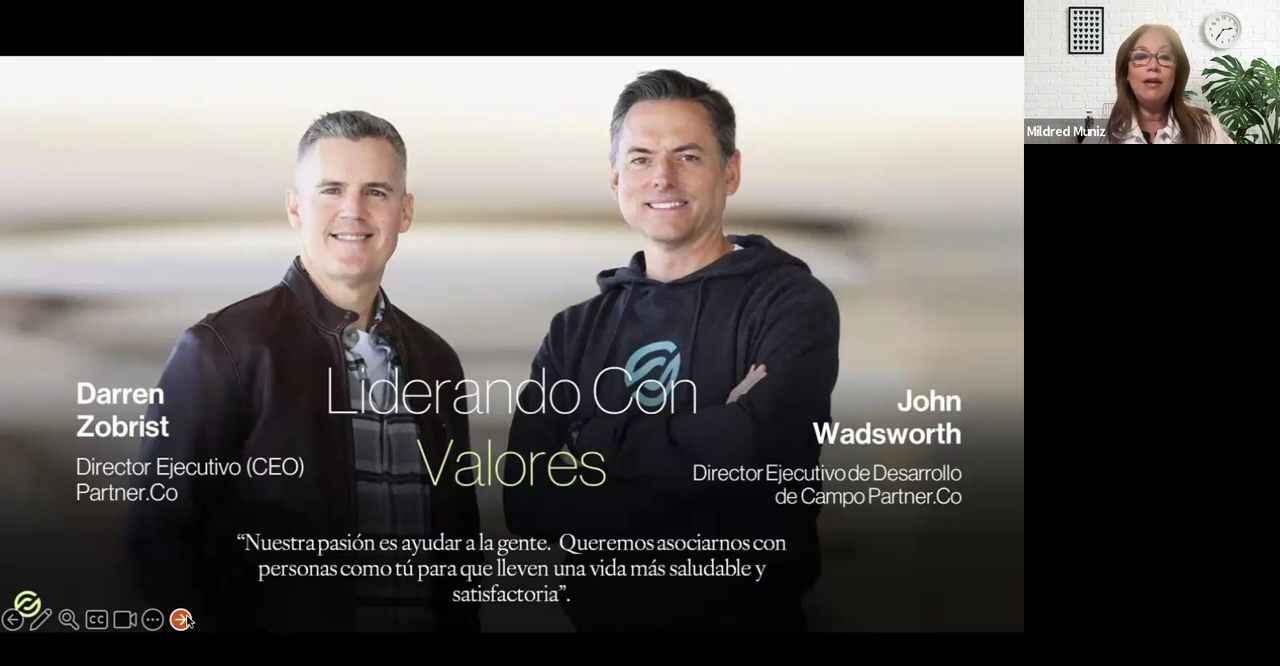 Mildred Muniz
Darren
Zobrist
Director Ejecutivo (CEO)
Partner.Co
Liderando Con
Valores
John
Wadsworth
Director Ejecutivo de Desarrollo
de Campo Partner.Co
“Nuestra pasión es ayudar a la gente. Queremos asociarnos con
personas como tú para que lleven una vida más saludable y
satisfactoria”.
CC